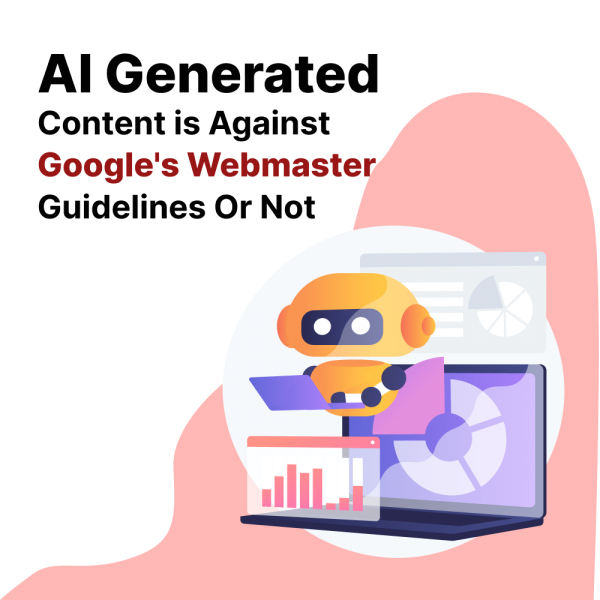 AI Generated
Content is Against
Google's Webmaster
Guidelines Or Not